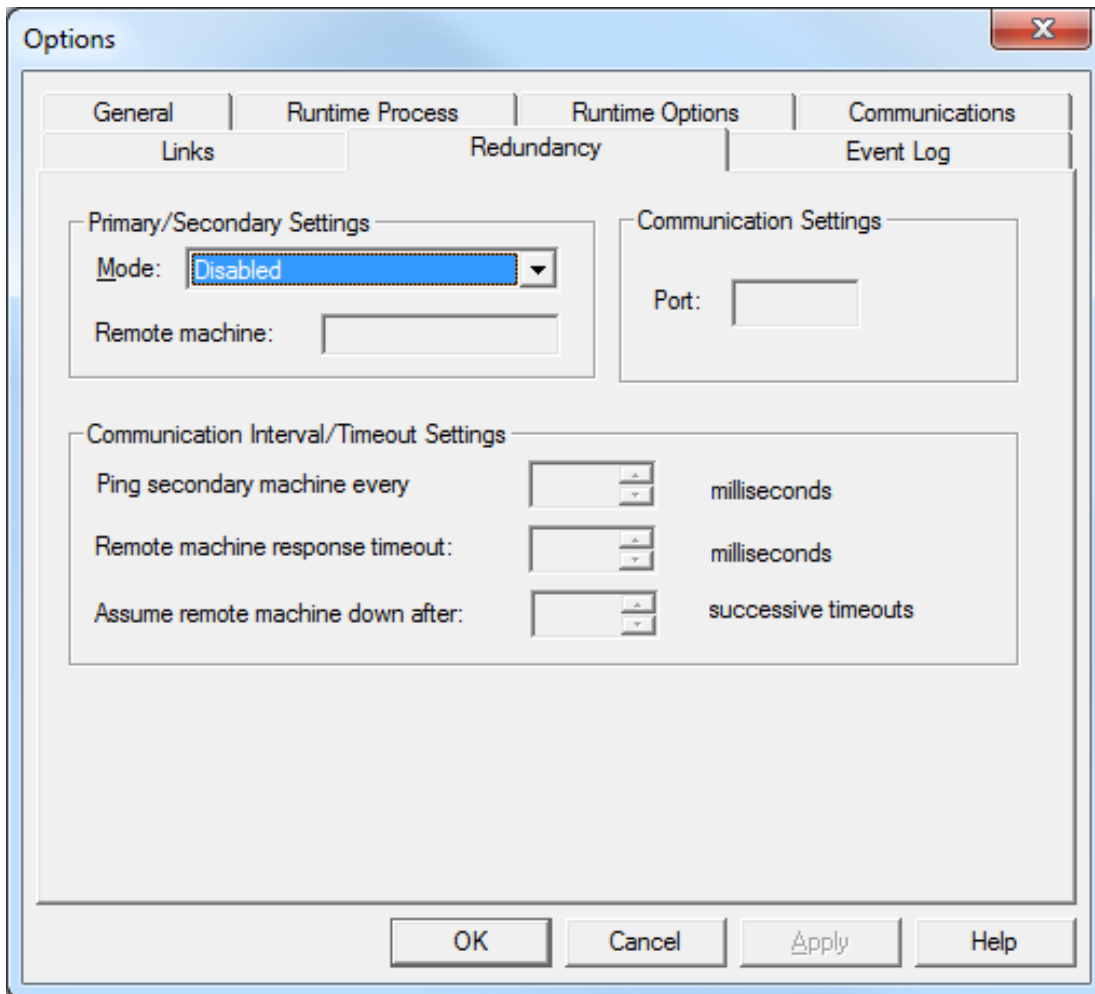 Options
X
General Runtime Process Runtime Options Communications
Links Redundancy Event Log
Primary/Secondary Settings
Mode: Disabled
Remote machine:
Communication Settings
Port:
Communication Interval/Timeout Settings
Ping secondary machine every milliseconds
Remote machine response timeout: milliseconds
Assume remote machine down after: successive timeouts
OK Cancel Apply Help